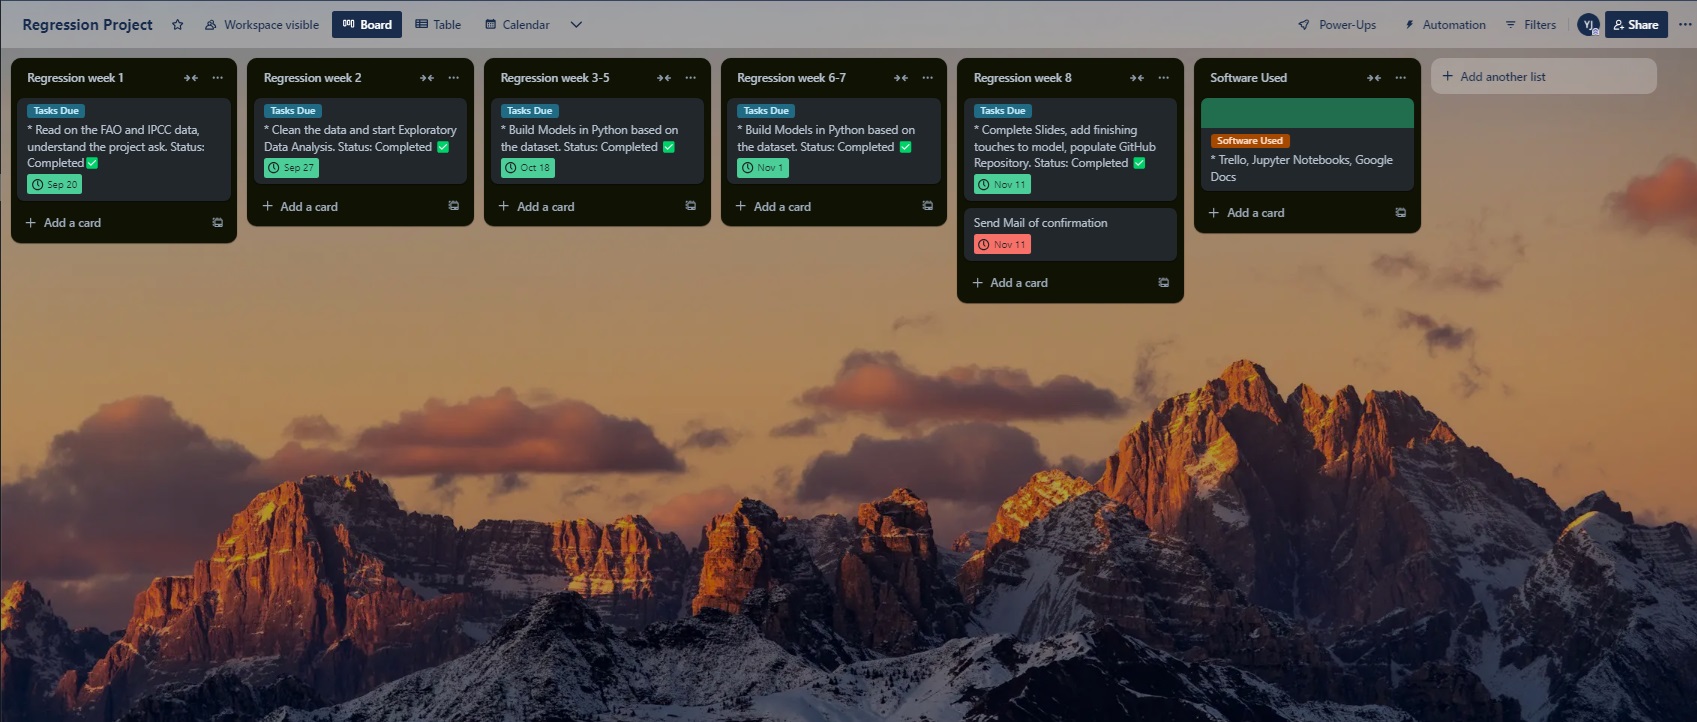 Regression Project
Workspace visible
Board
Table
Calendar
Power-Ups
Automation
Filters
YJ
Share
Regression week 1
Tasks Due
* Read on the FAO and IPCC data,
understand the project ask. Status:
Completed✅
Sep 20
+ Add a card
Regression week 2
Tasks Due
* Clean the data and start Exploratory
Data Analysis. Status: Completed ✅
Sep 27
+ Add a card
Regression week 3-5
Tasks Due
* Build Models in Python based on
the dataset. Status: Completed ✅
Oct 18
+ Add a card
Regression week 6-7
Tasks Due
* Build Models in Python based on
the dataset. Status: Completed ✅
Nov 1
+ Add a card
Regression week 8
Tasks Due
* Complete Slides, add finishing
touches to model, populate GitHub
Repository. Status: Completed ✅
Nov 11
Send Mail of confirmation
Nov 11
+ Add a card
Software Used
Software Used
* Trello, Jupyter Notebooks, Google
Docs
+ Add a card
+ Add another list